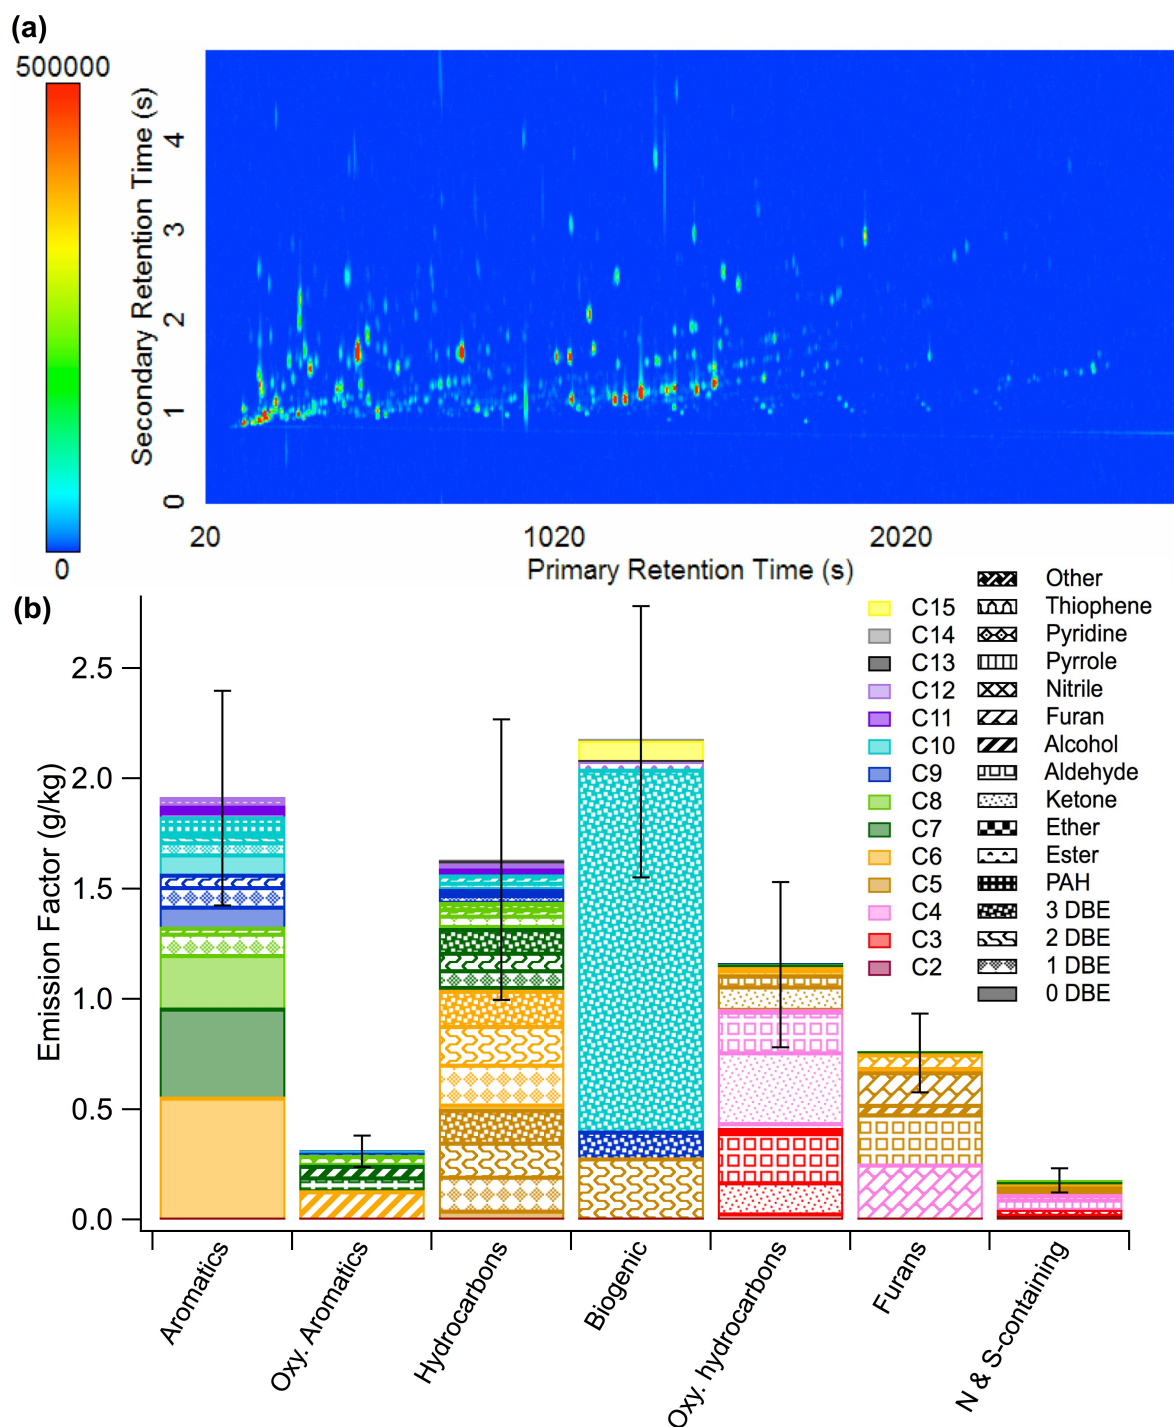 (a)
500000
0
Secondary Retention Time (s)
4
3
2
1
0
20
1020
2020
Primary Retention Time (s)
(b)
Emission Factor (g/kg)
2.5
2.0
1.5
1.0
0.5
0.0
C15
C14
C13
C12
C11
C10
C9
C8
C7
C6
C5
C4
C3
C2
Other
Thiophene
Pyridine
Pyrrole
Nitrile
Furan
Alcohol
Aldehyde
Ketone
Ether
Ester
PAH
3 DBE
2 DBE
1 DBE
0 DBE
Aromatics
Oxy. Aromatics
Hydrocarbons
Biogenic
Oxy. hydrocarbons
Furans
N & S-containing